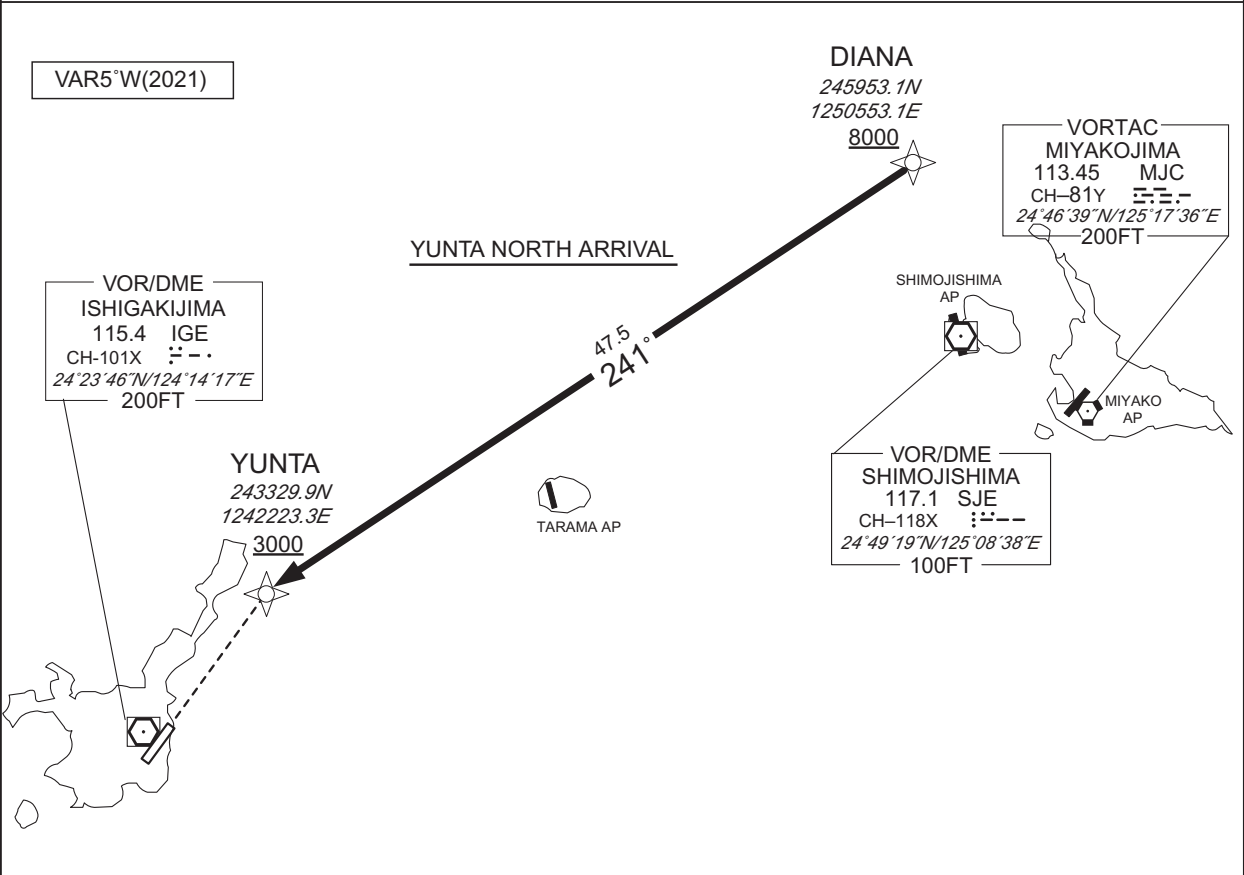 VAR5°W(2021)
DIANA
245953.1N
1250553.1E
8000
VORTAC
MIYAKOJIMA
113.45 MJC
CH–81Y
24°46´39˝N/125°17´36˝E
200FT
YUNTA NORTH ARRIVAL
VOR/DME
ISHIGAKIJIMA
115.4 IGE
CH-101X
24°23´46˝N/124°14´17˝E
200FT
SHIMOJISHIMA
AP
47.5
241°
MIYAKO
AP
YUNTA
243329.9N
1242223.3E
3000
TARAMA AP
VOR/DME
SHIMOJISHIMA
117.1 SJE
CH–118X
24°49´19˝N/125°08´38˝E
100FT